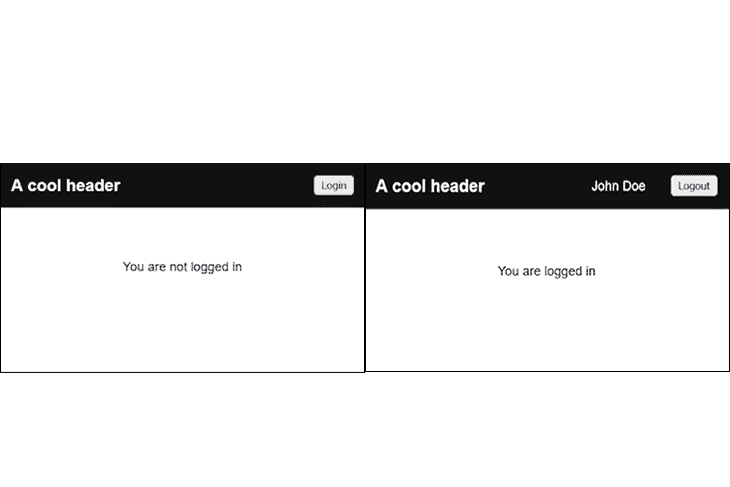 A cool header
Login
You are not logged in
A cool header
John Doe
Logout
You are logged in